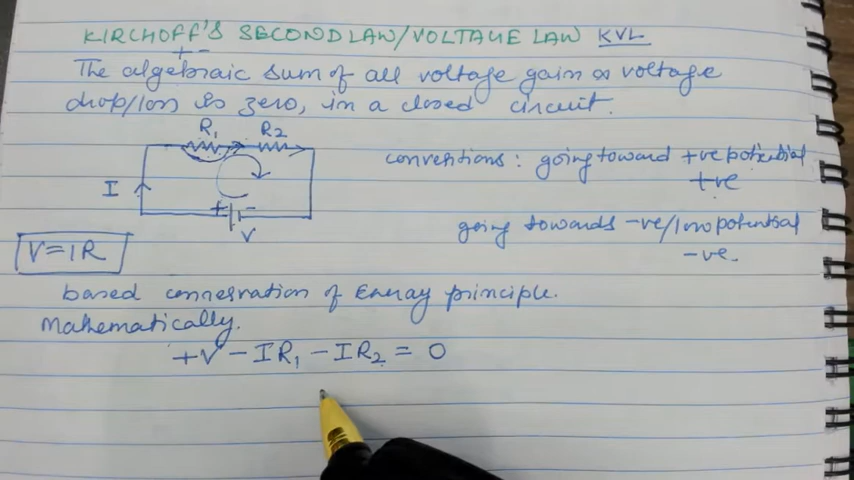 KIRCHOFF'S SECOND LAW/VOLTAGE LAW KVL
+ -
The algebraic sum of all voltage gain or voltage
drop/loss is zero, in a closed circuit.
R1 R2
conventions: going toward +ve potential
+ve
I
+ -
V
going towards -ve/low potential
-ve.
V=IR
based conservation of Energy principle.
Mathematically.
+V - IR1 - IR2 = 0